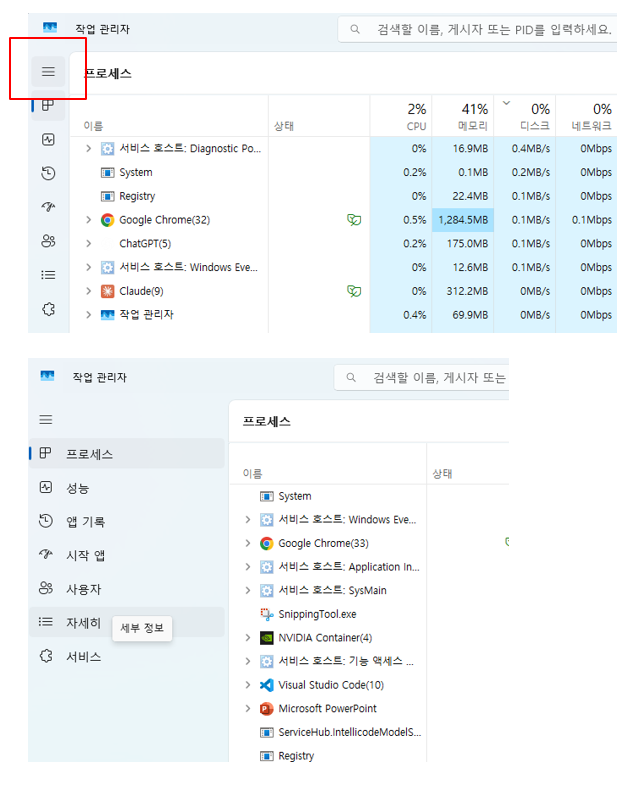 작업 관리자
검색할 이름, 게시자 또는 PID를 입력하세요.
프로세스
2% 41% 0% 0%
이름 상태 CPU 메모리 디스크 네트워크
서비스 호스트: Diagnostic Po... 0% 16.9MB 0.4MB/s 0Mbps
System 0.2% 0.1MB 0.2MB/s 0Mbps
Registry 0% 22.4MB 0.1MB/s 0Mbps
Google Chrome(32) 0.5% 1,284.5MB 0.1MB/s 0.1Mbps
ChatGPT(5) 0.2% 175.0MB 0.1MB/s 0Mbps
서비스 호스트: Windows Eve... 0% 12.6MB 0.1MB/s 0Mbps
Claude(9) 0% 312.2MB 0MB/s 0Mbps
작업 관리자 0.4% 69.9MB 0MB/s 0Mbps
작업 관리자
검색할 이름, 게시자 또는
프로세스
성능
앱 기록
시작 앱
사용자
자세히
세부 정보
서비스
프로세스
이름 상태
System
서비스 호스트: Windows Eve...
Google Chrome(33)
서비스 호스트: Application In...
서비스 호스트: SysMain
SnippingTool.exe
NVIDIA Container(4)
서비스 호스트: 기능 액세스 ...
Visual Studio Code(10)
Microsoft PowerPoint
ServiceHub.IntellicodeModelS...
Registry